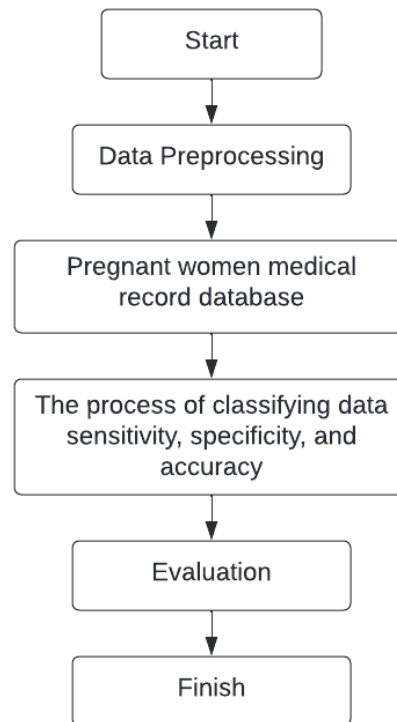 Start
Data Preprocessing
Pregnant women medical
record database
The process of classifying data
sensitivity, specificity, and
accuracy
Evaluation
Finish